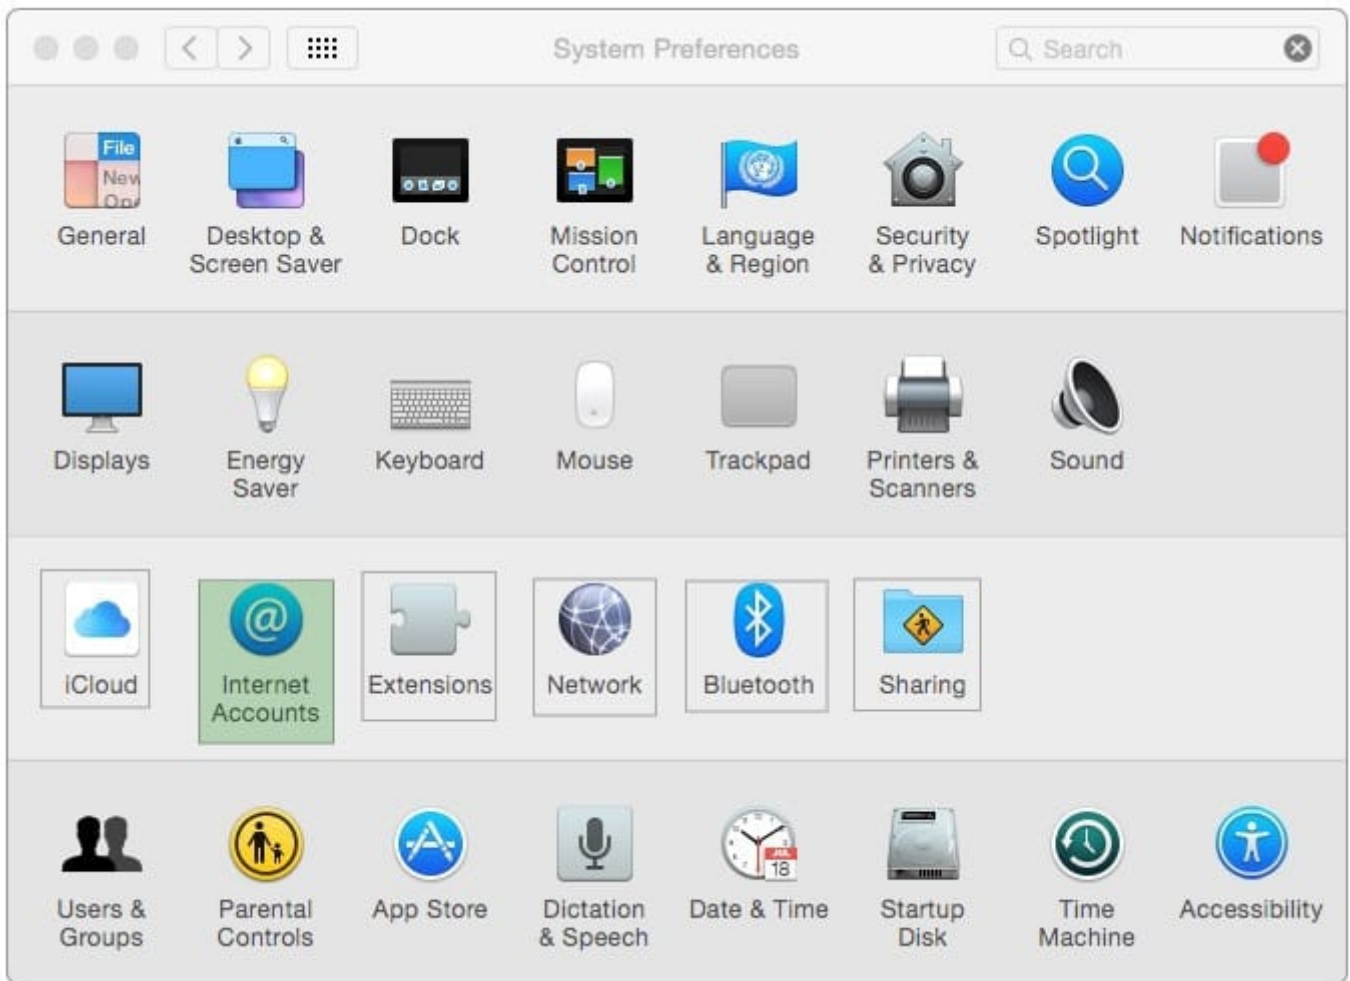 System Preferences
Search
File
New
Ope
General
Desktop &
Screen Saver
Dock
Mission
Control
Language
& Region
Security
& Privacy
Spotlight
Notifications
Displays
Energy
Saver
Keyboard
Mouse
Trackpad
Printers &
Scanners
Sound
iCloud
@
Internet
Accounts
Extensions
Network
Bluetooth
Sharing
Users &
Groups
Parental
Controls
App Store
Dictation
& Speech
JUL
18
Date & Time
Startup
Disk
Time
Machine
Accessibility